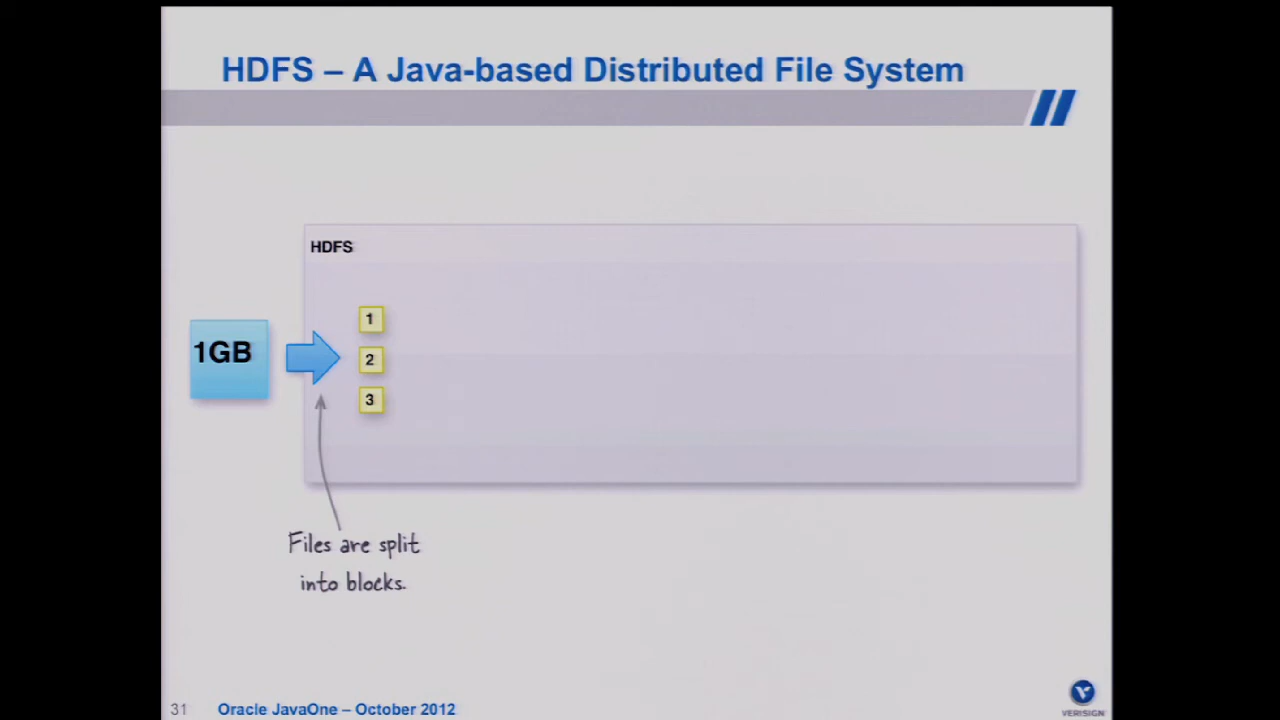 HDFS – A Java-based Distributed File System
HDFS
1GB
1
2
3
Files are split
into blocks.
31
Oracle JavaOne – October 2012
VERISIGN